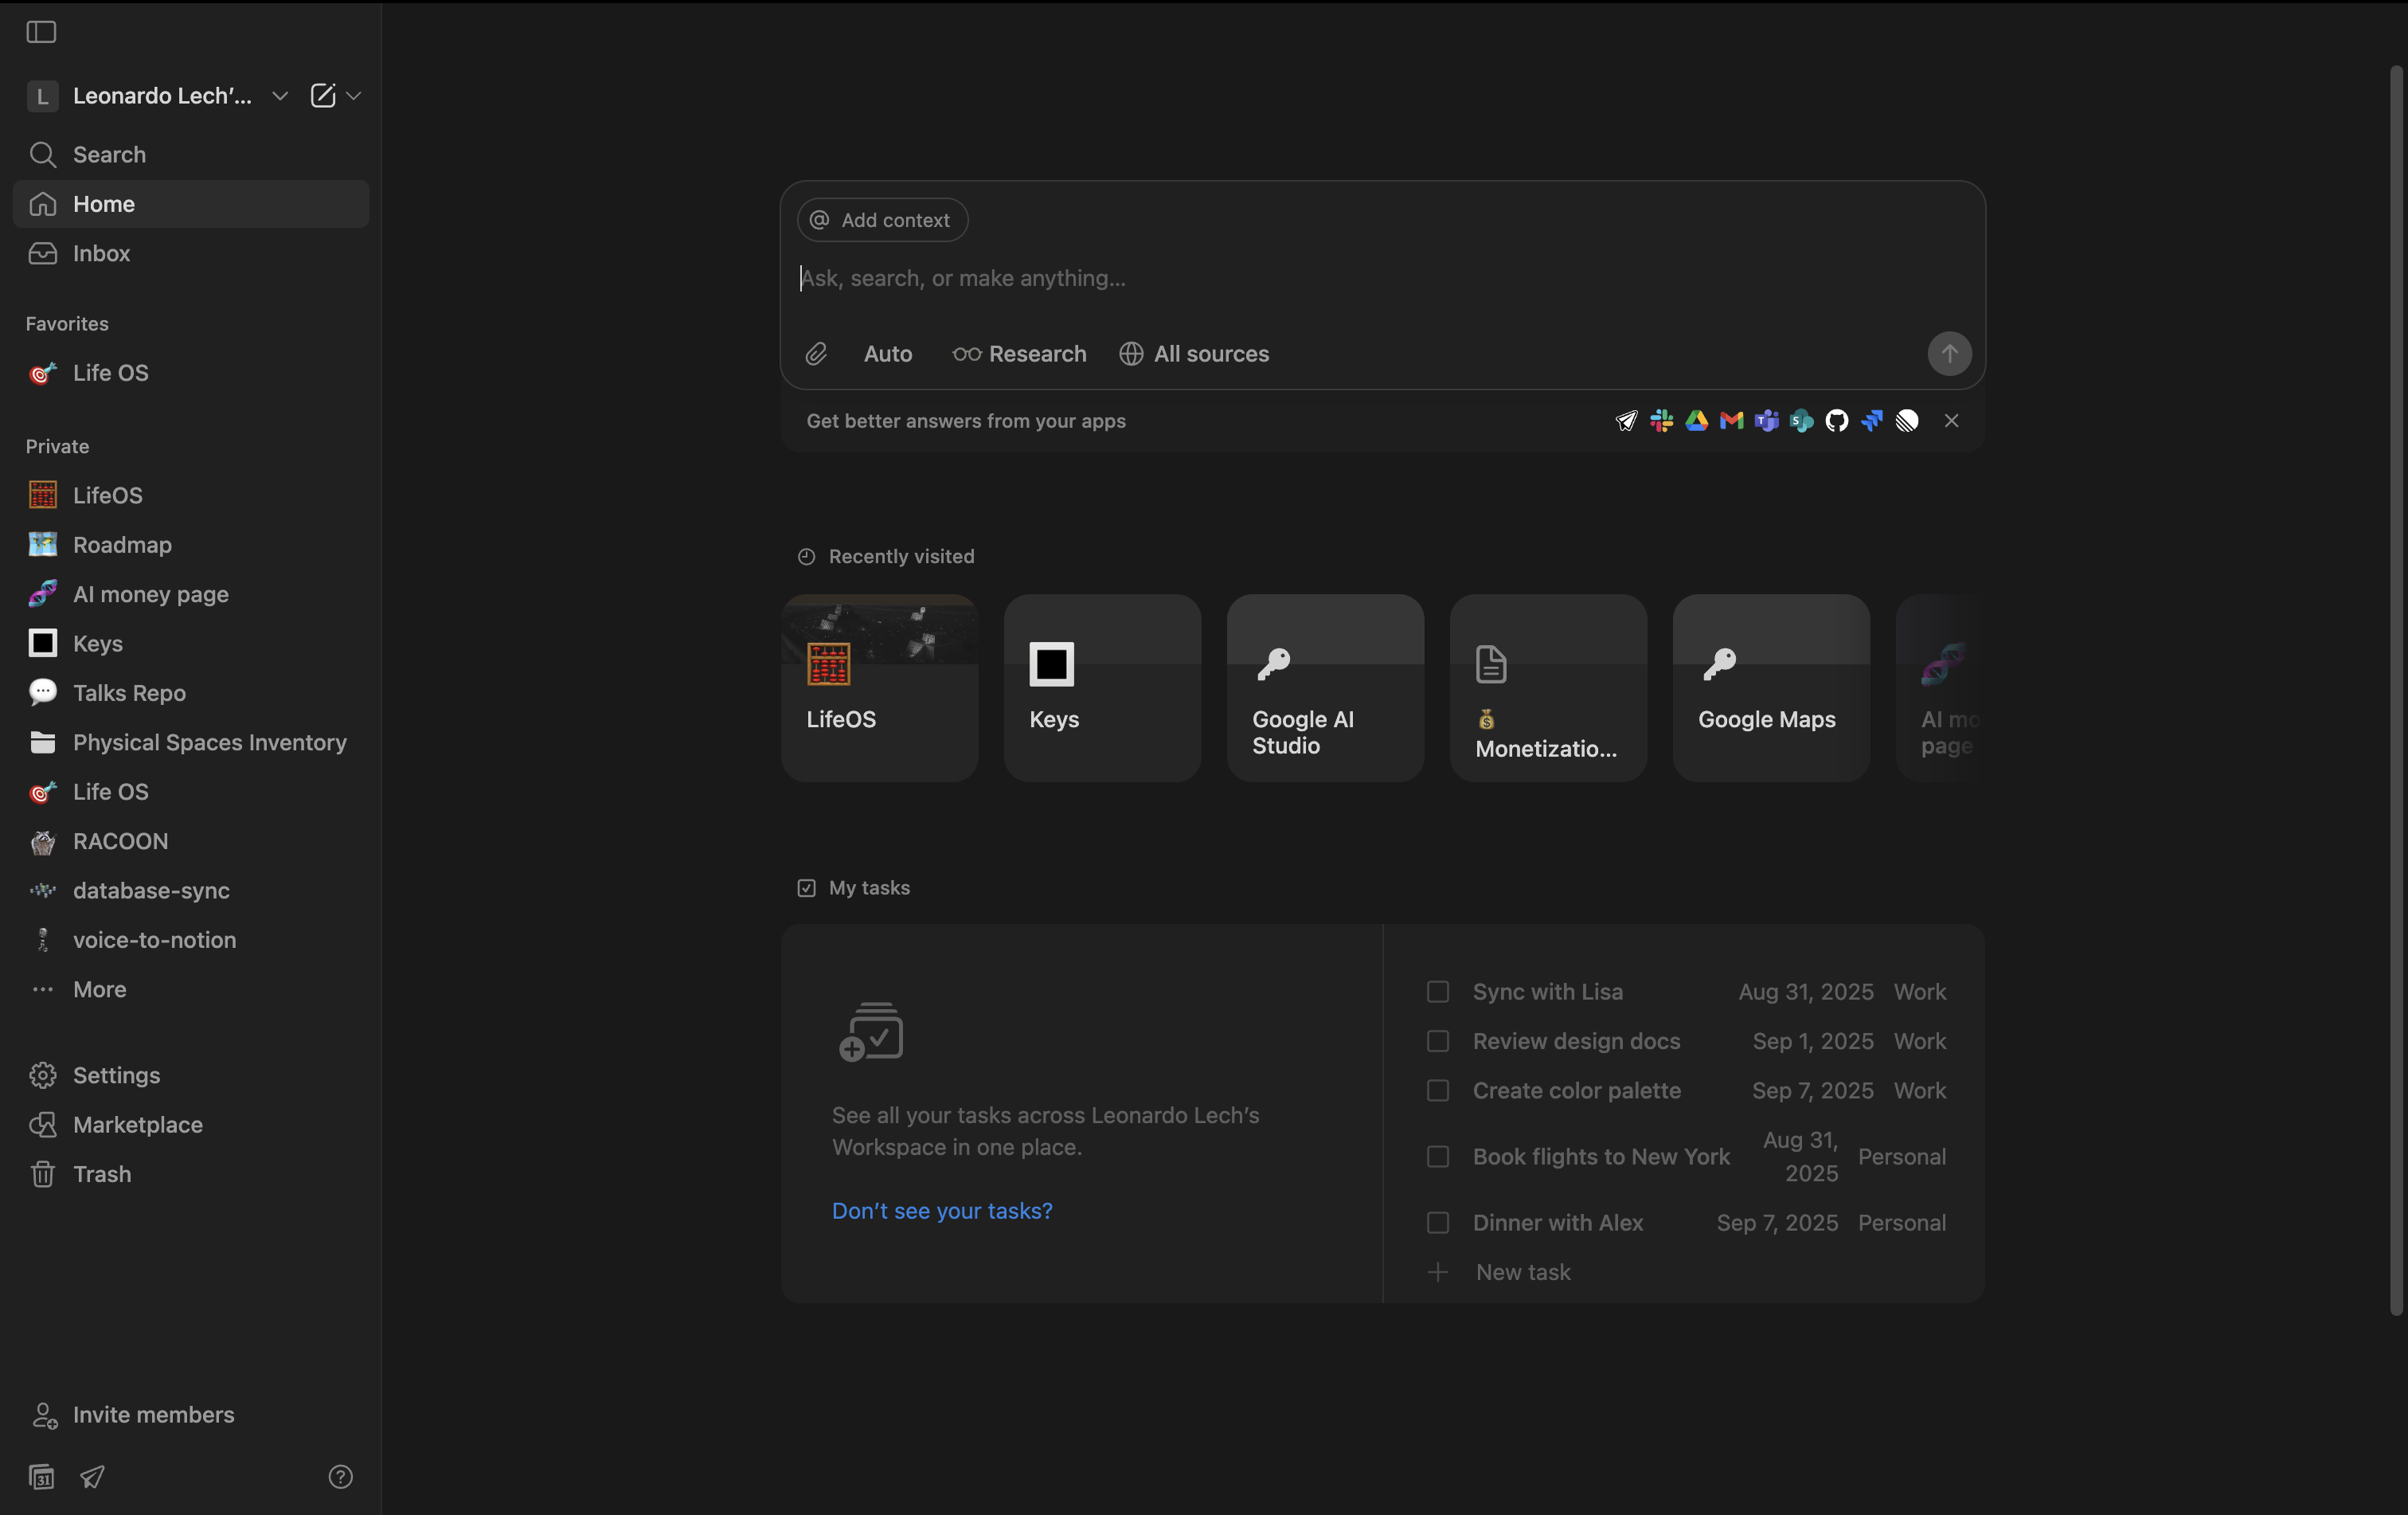 L
Leonardo Lech’...
Search
Home
Inbox
Favorites
Life OS
Private
LifeOS
Roadmap
AI money page
Keys
Talks Repo
Physical Spaces Inventory
Life OS
RACOON
database-sync
voice-to-notion
More
Settings
Marketplace
Trash
Invite members
31
?
@ Add context
Ask, search, or make anything...
Auto
Research
All sources
Get better answers from your apps
Recently visited
LifeOS
Keys
Google AI
Studio
Monetizatio...
Google Maps
AI mo
page
My tasks
See all your tasks across Leonardo Lech’s
Workspace in one place.
Don’t see your tasks?
Sync with Lisa Aug 31, 2025 Work
Review design docs Sep 1, 2025 Work
Create color palette Sep 7, 2025 Work
Book flights to New York Aug 31, 2025 Personal
Dinner with Alex Sep 7, 2025 Personal
New task